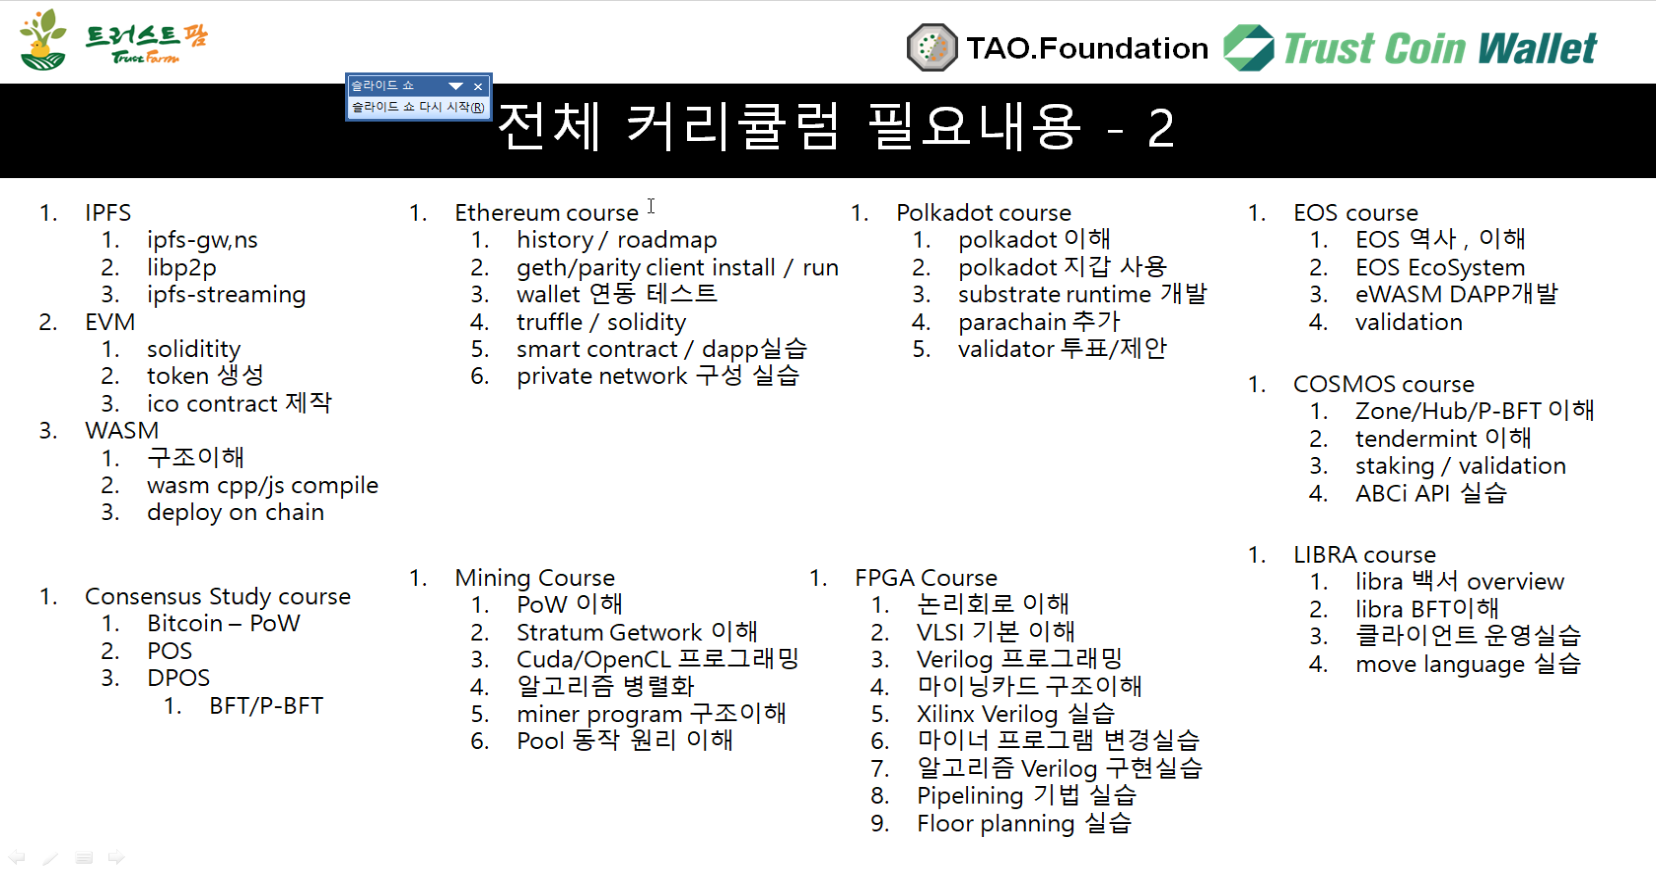 트러스트팜
Trust Farm
TAO.Foundation
Trust Coin Wallet
슬라이드 쇼
슬라이드 쇼 다시 시작(R)
전체 커리큘럼 필요내용 - 2
1. IPFS
1. ipfs-gw,ns
2. libp2p
3. ipfs-streaming
2. EVM
1. soliditity
2. token 생성
3. ico contract 제작
3. WASM
1. 구조이해
2. wasm cpp/js compile
3. deploy on chain
1. Consensus Study course
1. Bitcoin – PoW
2. POS
3. DPOS
1. BFT/P-BFT
1. Ethereum course
1. history / roadmap
2. geth/parity client install / run
3. wallet 연동 테스트
4. truffle / solidity
5. smart contract / dapp실습
6. private network 구성 실습
1. Mining Course
1. PoW 이해
2. Stratum Getwork 이해
3. Cuda/OpenCL 프로그래밍
4. 알고리즘 병렬화
5. miner program 구조이해
6. Pool 동작 원리 이해
1. Polkadot course
1. polkadot 이해
2. polkadot 지갑 사용
3. substrate runtime 개발
4. parachain 추가
5. validator 투표/제안
1. FPGA Course
1. 논리회로 이해
2. VLSI 기본 이해
3. Verilog 프로그래밍
4. 마이닝카드 구조이해
5. Xilinx Verilog 실습
6. 마이너 프로그램 변경실습
7. 알고리즘 Verilog 구현실습
8. Pipelining 기법 실습
9. Floor planning 실습
1. EOS course
1. EOS 역사 , 이해
2. EOS EcoSystem
3. eWASM DAPP개발
4. validation
1. COSMOS course
1. Zone/Hub/P-BFT 이해
2. tendermint 이해
3. staking / validation
4. ABCi API 실습
1. LIBRA course
1. libra 백서 overview
2. libra BFT이해
3. 클라이언트 운영실습
4. move language 실습